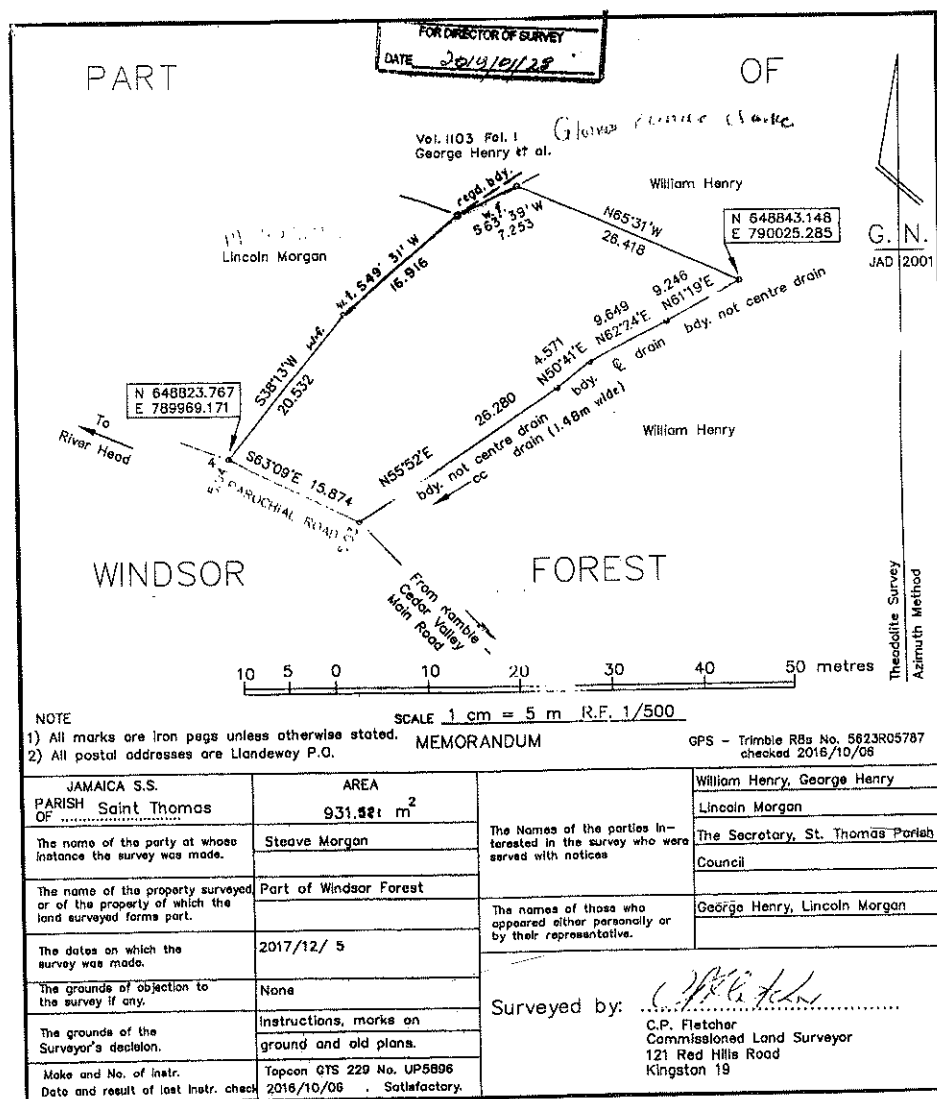 FOR DIRECTOR OF SURVEY
DATE 2019/01/28
PART OF
Vol. 1103 Fol. 1
George Henry et al.
William Henry
regd. bdy.
w.f.
S63°39'W
7.253
N65°31'W
26.418
N 648843.148
E 790025.285
G. N.
JAD 2001
Lincoln Morgan
w.f. S49° 31' W
16.916
9.246
N61°19'E
9.649
N62°24'E
4.571
N50°41'E
bdy. not centre drain
bdy. ℄ drain
S38°13'W w.f.
20.532
N 648823.767
E 789969.171
26.280
N55°52'E
bdy. not centre drain
drain (1.48m wide)
cc
William Henry
To
River Head
S63°09'E 15.874
PAROCHIAL ROAD
WINDSOR FOREST
From Ramble
Cedar Valley
Main Road
Theodolite Survey
Azimuth Method
10 5 0 10 20 30 40 50 metres
SCALE 1 cm = 5 m R.F. 1/500
NOTE
1) All marks are iron pegs unless otherwise stated.
2) All postal addresses are Llandewey P.O.
MEMORANDUM
GPS - Trimble R8s No. 5623R05787
checked 2016/10/06
JAMAICA S.S.
PARISH
OF Saint Thomas
AREA
931.581 m2
The name of the party at whose
instance the survey was made.
Steave Morgan
The name of the property surveyed
or of the property of which the
land surveyed forms part.
Part of Windsor Forest
The dates on which the
survey was made.
2017/12/ 5
The grounds of objection to
the survey if any.
None
The grounds of the
Surveyor's decision.
Instructions, marks on
ground and old plans.
Make and No. of Instr.
Date and result of last Instr. check
Topcon GTS 229 No. UP5896
2016/10/06 . Satisfactory.
The Names of the parties in-
terested in the survey who were
served with notices
William Henry, George Henry
Lincoln Morgan
The Secretary, St. Thomas Parish
Council
The names of those who
appeared either personally or
by their representative.
George Henry, Lincoln Morgan
Surveyed by:
C.P. Fletcher
Commissioned Land Surveyor
121 Red Hills Road
Kingston 19